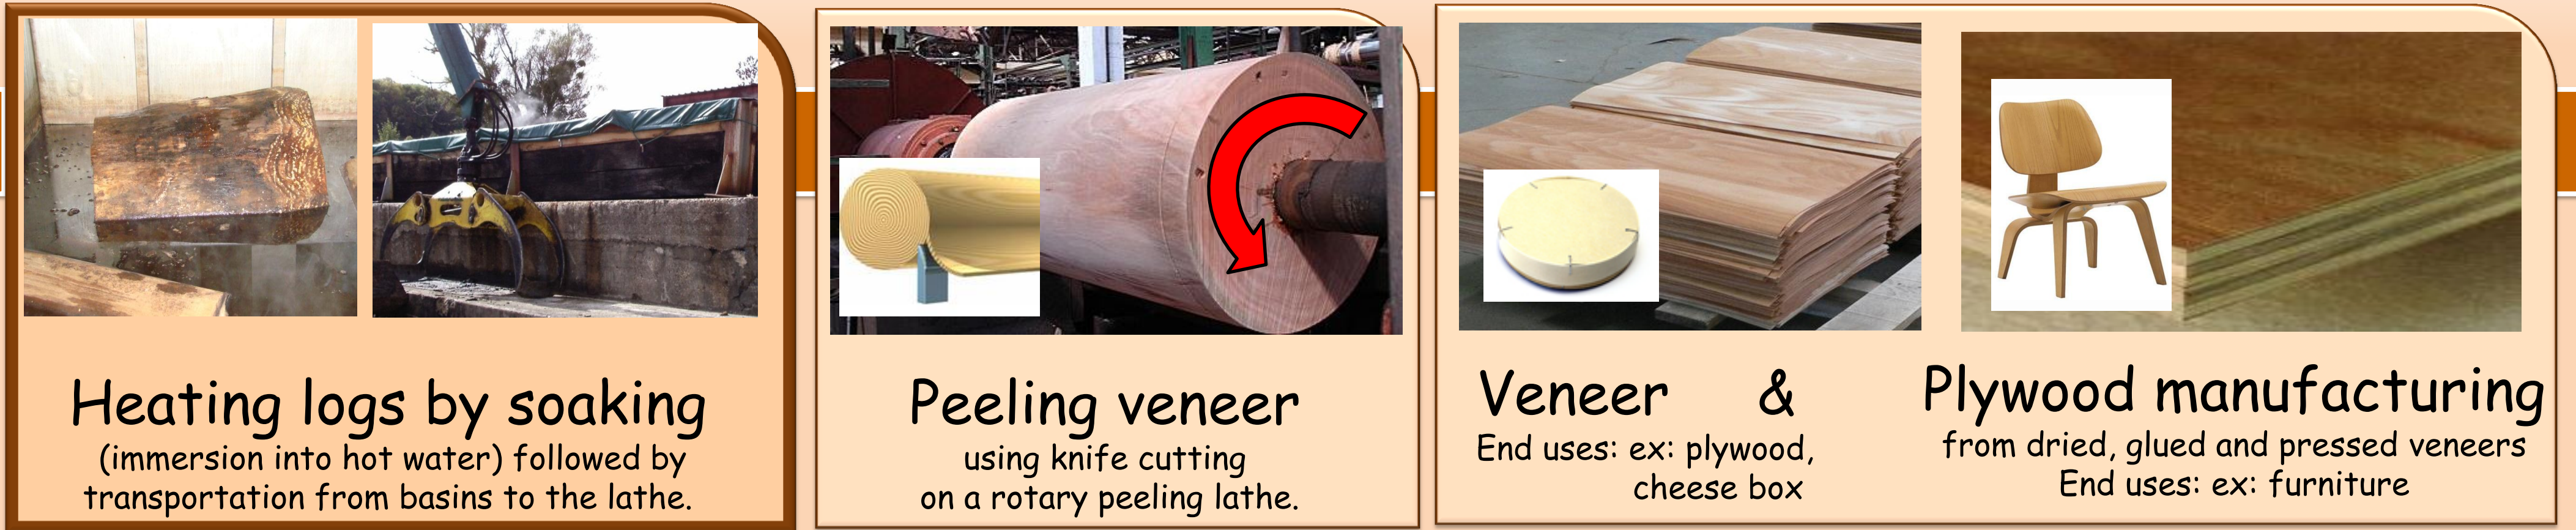 Heating logs by soaking
(immersion into hot water) followed by
transportation from basins to the lathe.
Peeling veneer
using knife cutting
on a rotary peeling lathe.
Veneer &
End uses: ex: plywood,
cheese box
Plywood manufacturing
from dried, glued and pressed veneers
End uses: ex: furniture